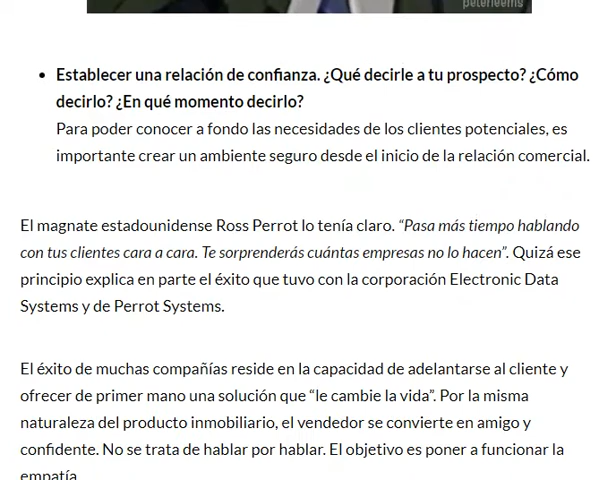 peterleems
Establecer una relación de confianza. ¿Qué decirle a tu prospecto? ¿Cómo
decirlo? ¿En qué momento decirlo?
Para poder conocer a fondo las necesidades de los clientes potenciales, es
importante crear un ambiente seguro desde el inicio de la relación comercial.
El magnate estadounidense Ross Perrot lo tenía claro. “Pasa más tiempo hablando
con tus clientes cara a cara. Te sorprenderás cuántas empresas no lo hacen”. Quizá ese
principio explica en parte el éxito que tuvo con la corporación Electronic Data
Systems y de Perrot Systems.
El éxito de muchas compañías reside en la capacidad de adelantarse al cliente y
ofrecer de primer mano una solución que “le cambie la vida”. Por la misma
naturaleza del producto inmobiliario, el vendedor se convierte en amigo y
confidente. No se trata de hablar por hablar. El objetivo es poner a funcionar la
empatía.